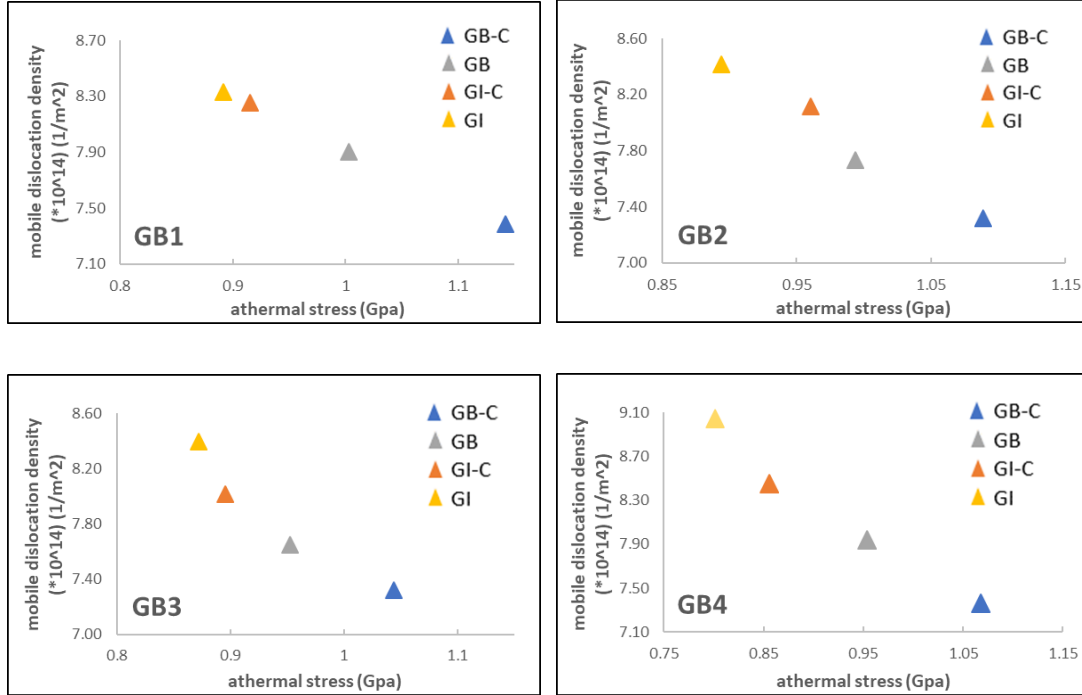 mobile dislocation density
(*10^14) (1/m^2)
8.70
8.30
7.90
7.50
7.10
GB-C
GB
GI-C
GI
GB1
0.8
0.9
1
1.1
athermal stress (Gpa)
mobile dislocation density
(*10^14) (1/m^2)
8.60
8.20
7.80
7.40
7.00
GB-C
GB
GI-C
GI
GB2
0.85
0.95
1.05
1.15
athermal stress (Gpa)
mobile dislocation density
(*10^14) (1/m^2)
8.60
8.20
7.80
7.40
7.00
GB-C
GB
GI-C
GI
GB3
0.8
0.9
1
1.1
athermal stress (Gpa)
mobile dislocation density
(*10^14) (1/m^2)
9.10
8.70
8.30
7.90
7.50
7.10
GB-C
GB
GI-C
GI
GB4
0.75
0.85
0.95
1.05
1.15
athermal stress (Gpa)